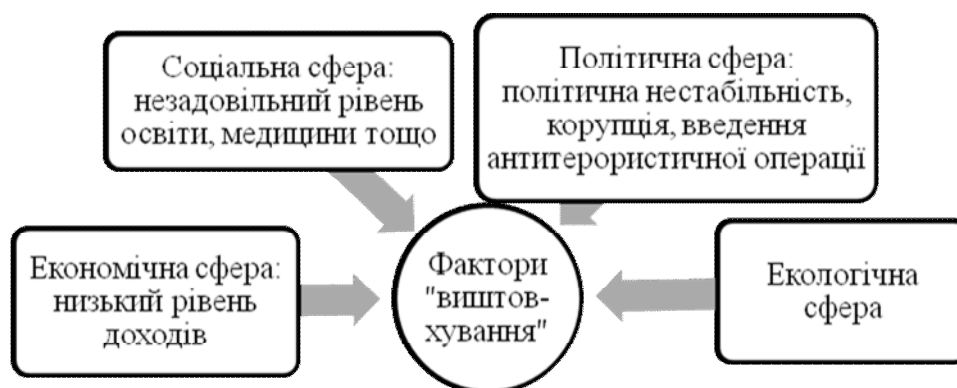 Соціальна сфера:
незадовільний рівень
освіти, медицини тощо
Політична сфера:
політична нестабільність,
корупція, введення
антитерористичної операції
Економічна сфера:
низький рівень
доходів
Фактори
"виштов-
хування"
Екологічна
сфера